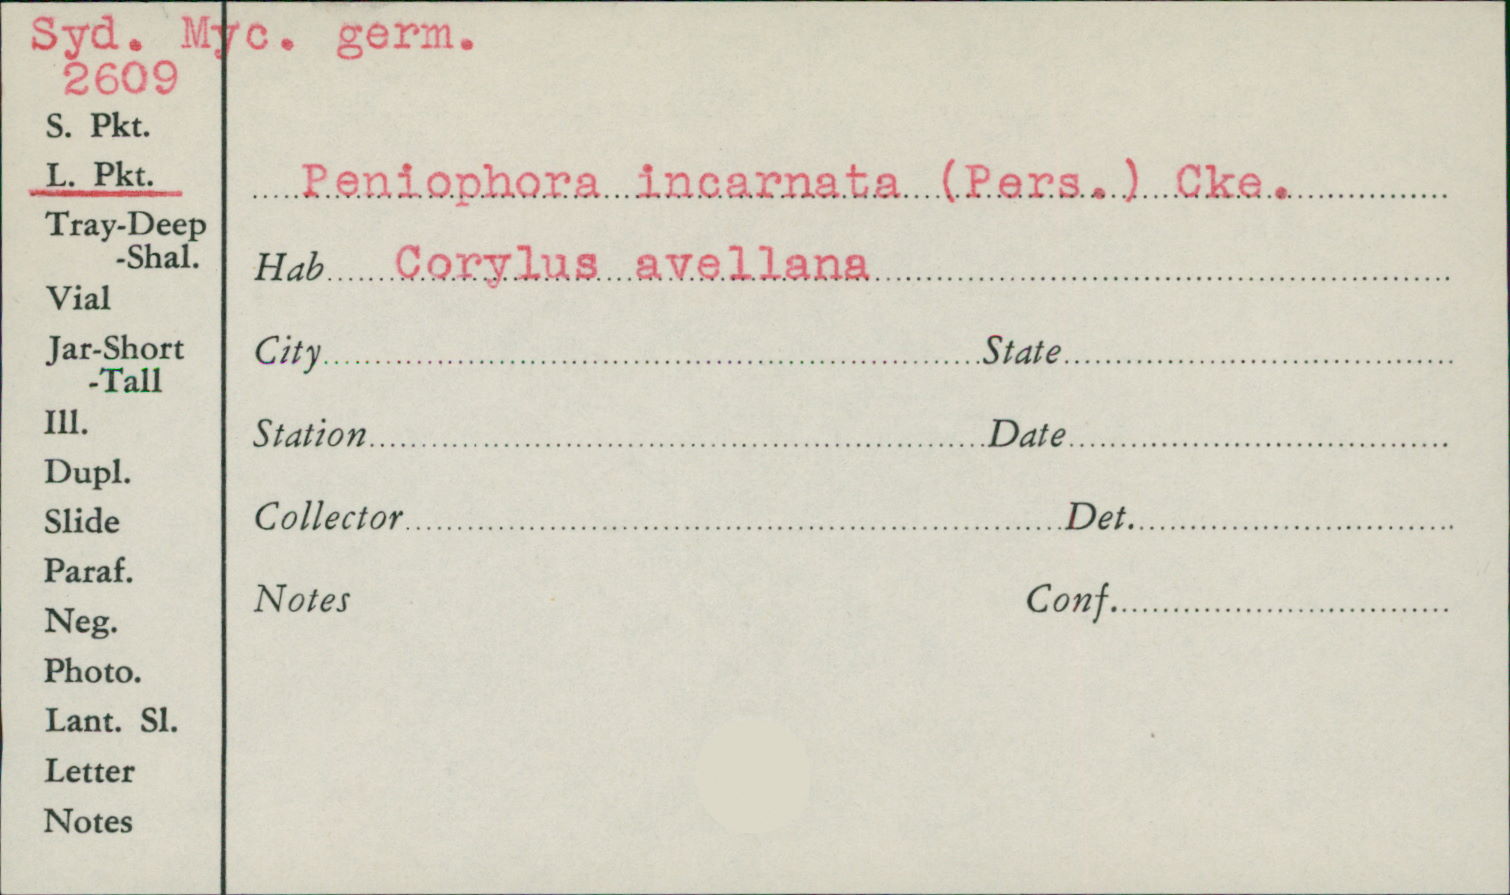 Syd. Myc. germ.
2609
S. Pkt.
L. Pkt.
Tray-Deep
-Shal.
Vial
Jar-Short
-Tall
Ill.
Dupl.
Slide
Paraf.
Neg.
Photo.
Lant. Sl.
Letter
Notes
Peniophora incarnata (Pers.) Cke.
Hab Corylus avellana
City State
Station Date
Collector Det.
Notes Conf.